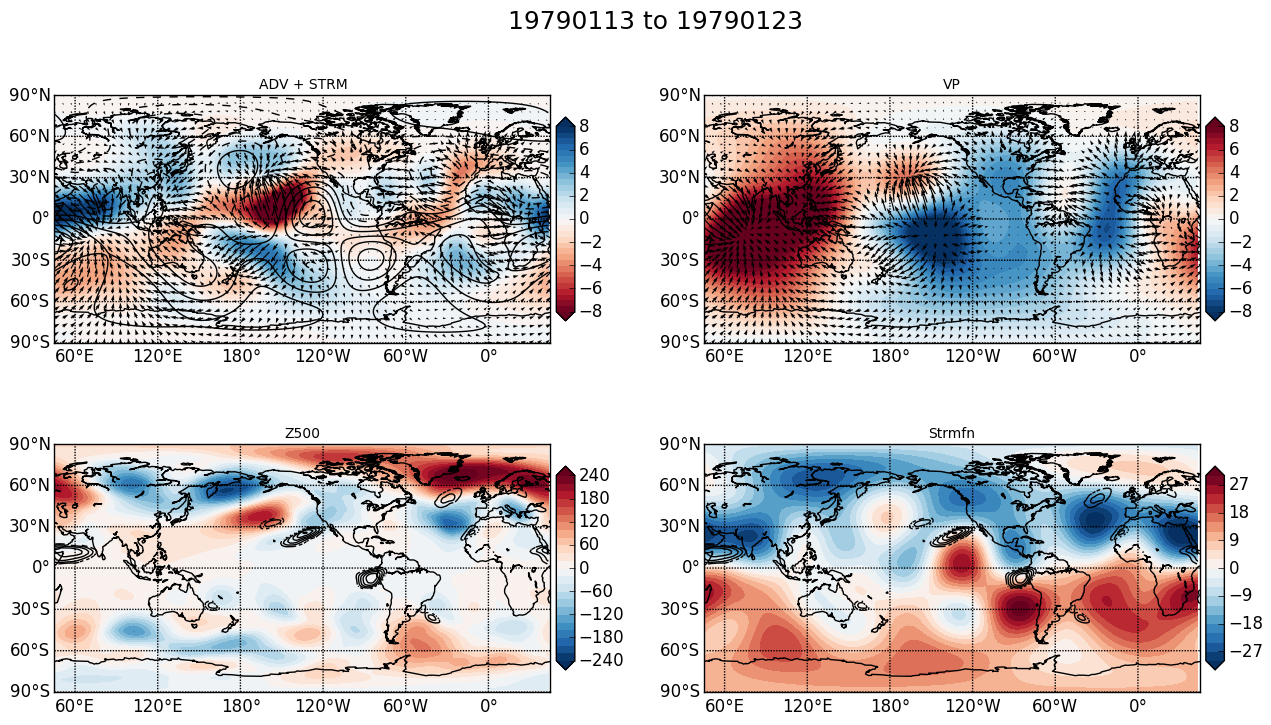 19790113 to 19790123
ADV + STRM
90°N
60°N
30°N
0°
30°S
60°S
90°S
60°E 120°E 180° 120°W 60°W 0°
8
6
4
2
0
−2
−4
−6
−8
VP
90°N
60°N
30°N
0°
30°S
60°S
90°S
60°E 120°E 180° 120°W 60°W 0°
8
6
4
2
0
−2
−4
−6
−8
Z500
90°N
60°N
30°N
0°
30°S
60°S
90°S
60°E 120°E 180° 120°W 60°W 0°
240
180
120
60
0
−60
−120
−180
−240
Strmfn
90°N
60°N
30°N
0°
30°S
60°S
90°S
60°E 120°E 180° 120°W 60°W 0°
27
18
9
0
−9
−18
−27